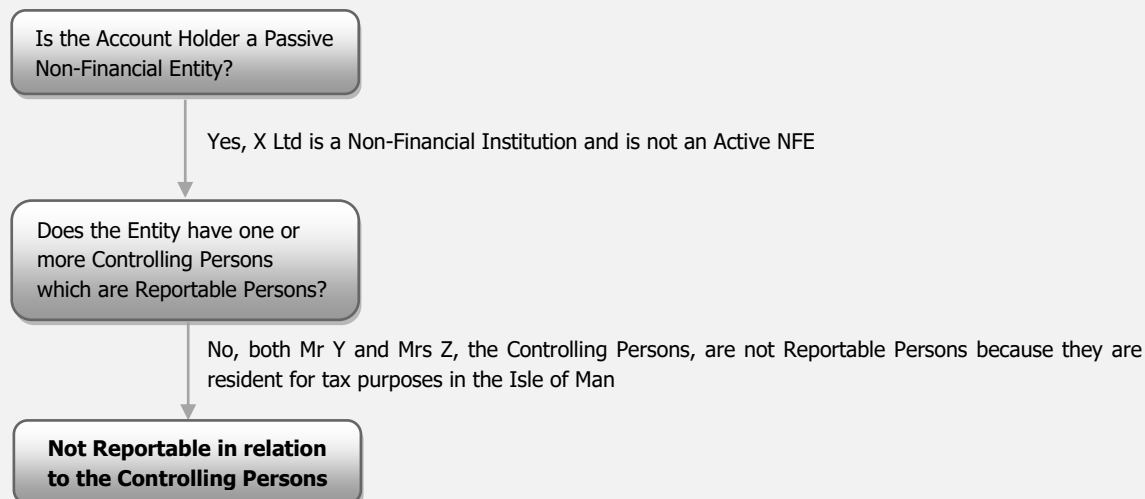 Is the Account Holder a Passive
Non-Financial Entity?
Yes, X Ltd is a Non-Financial Institution and is not an Active NFE
Does the Entity have one or
more Controlling Persons
which are Reportable Persons?
No, both Mr Y and Mrs Z, the Controlling Persons, are not Reportable Persons because they are
resident for tax purposes in the Isle of Man
Not Reportable in relation
to the Controlling Persons